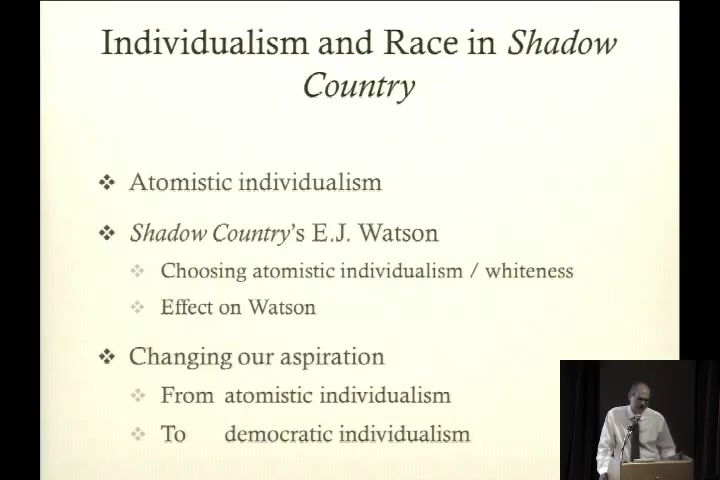 Individualism and Race in Shadow
Country
Atomistic individualism
Shadow Country's E.J. Watson
Choosing atomistic individualism / whiteness
Effect on Watson
Changing our aspiration
From atomistic individualism
To democratic individualism